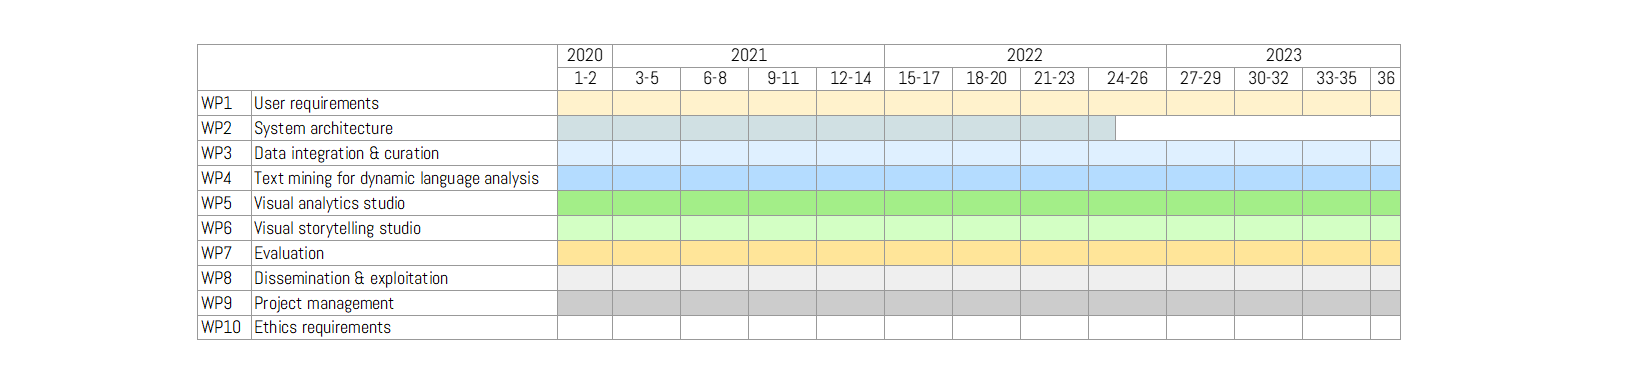 2020 2021 2022 2023
1-2 3-5 6-8 9-11 12-14 15-17 18-20 21-23 24-26 27-29 30-32 33-35 36
WP1 User requirements
WP2 System architecture
WP3 Data integration & curation
WP4 Text mining for dynamic language analysis
WP5 Visual analytics studio
WP6 Visual storytelling studio
WP7 Evaluation
WP8 Dissemination & exploitation
WP9 Project management
WP10 Ethics requirements